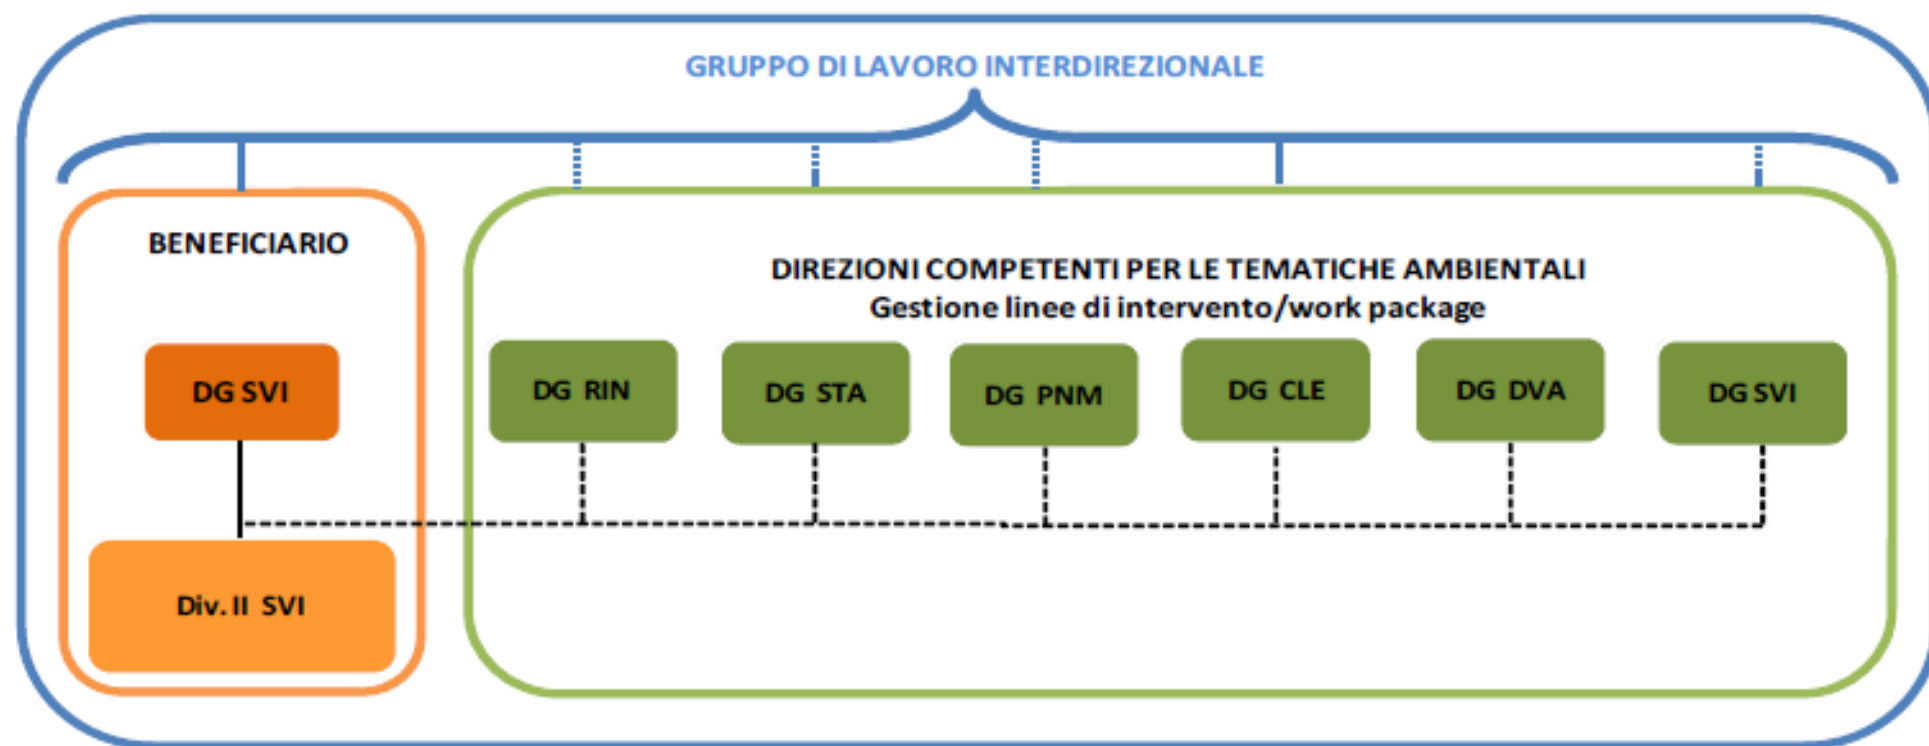 GRUPPO DI LAVORO INTERDIREZIONALE
BENEFICIARIO
DIREZIONI COMPETENTI PER LE TEMATICHE AMBIENTALI
Gestione linee di intervento/work package
DG SVI
DG RIN
DG STA
DG PNM
DG CLE
DG DVA
DG SVI
Div. II SVI